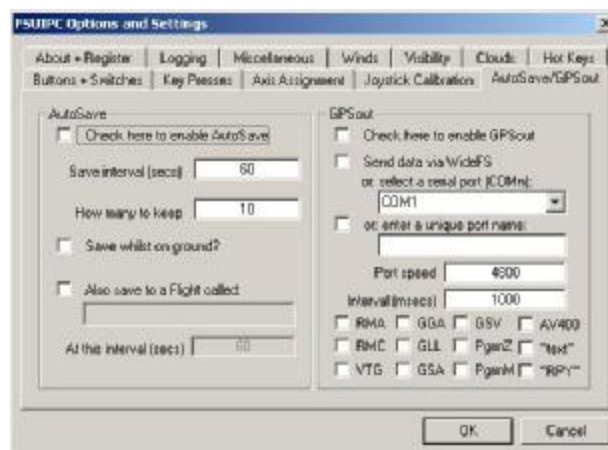 FSUIPC Options and Settings
About + Register
Logging
Miscellaneous
Winds
Visibility
Clouds
Hot Keys
Buttons + Switches
Key Presses
Axis Assignment
Joystick Calibration
AutoSave/GPSout
AutoSave
Check here to enable AutoSave
Save interval (secs)
60
How many to keep
10
Save whilst on ground?
Also save to a Flight called:
At this interval (secs)
60
GPSout
Check here to enable GPSout
Send data via WideFS
or: select a serial port (COMn):
COM1
or: enter a unique port name:
Port speed
4800
Interval (msecs)
1000
RMA
GGA
GSV
AV400
RMC
GLL
PgrmZ
"text"
VTG
GSA
PgrmM
"RPY"
OK
Cancel